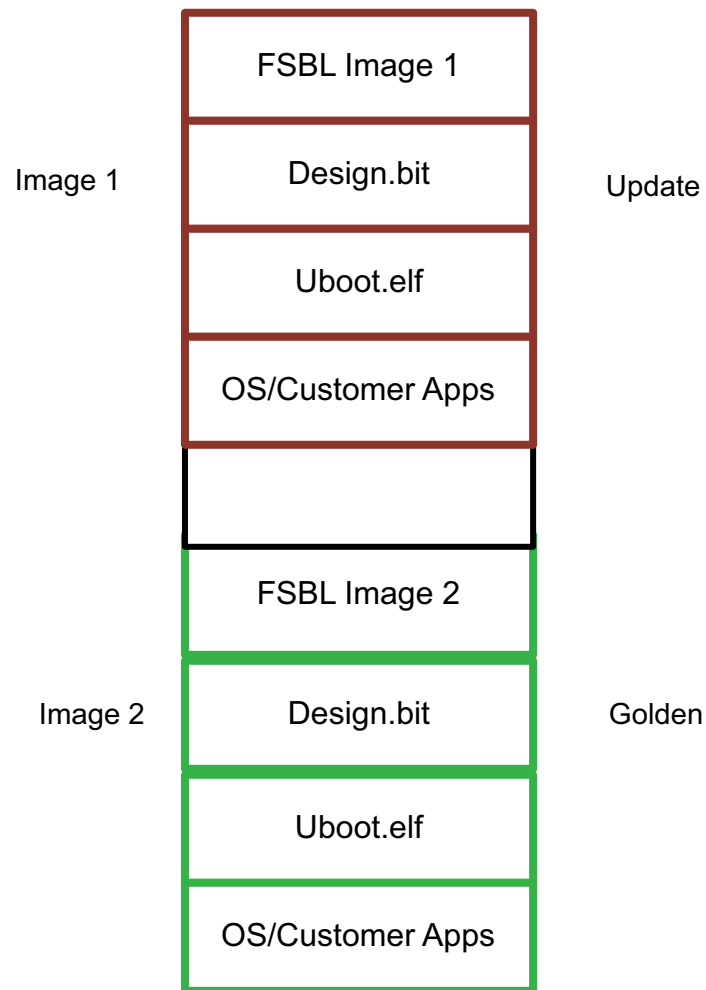 FSBL Image 1
Image 1
Design.bit
Update
Uboot.elf
OS/Customer Apps
FSBL Image 2
Image 2
Design.bit
Golden
Uboot.elf
OS/Customer Apps